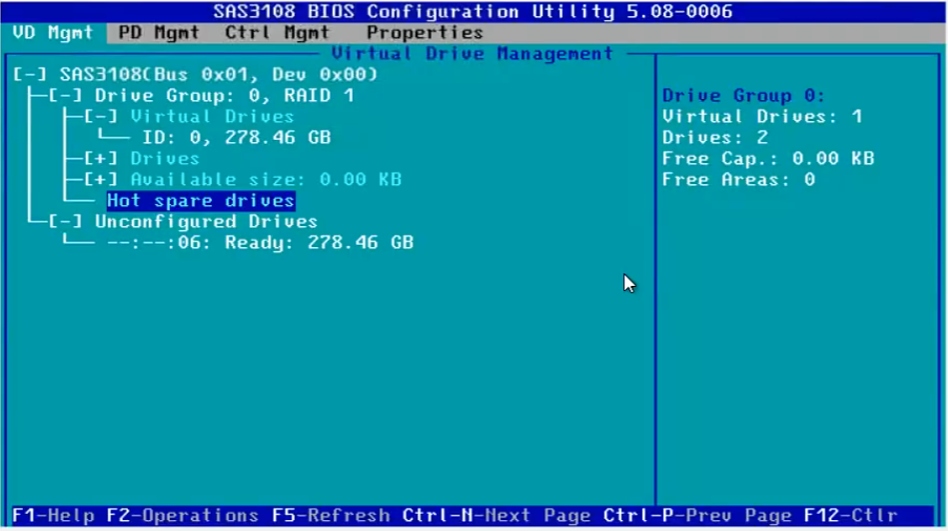 SAS3108 BIOS Configuration Utility 5.08-0006
VD Mgmt PD Mgmt Ctrl Mgmt Properties
Virtual Drive Management
[-] SAS3108(Bus 0x01, Dev 0x00)
[-] Drive Group: 0, RAID 1
[-] Virtual Drives
ID: 0, 278.46 GB
[+] Drives
[+] Available size: 0.00 KB
Hot spare drives
[-] Unconfigured Drives
--:--:06: Ready: 278.46 GB
Drive Group 0:
Virtual Drives: 1
Drives: 2
Free Cap.: 0.00 KB
Free Areas: 0
F1-Help F2-Operations F5-Refresh Ctrl-N-Next Page Ctrl-P-Prev Page F12-Ctlr